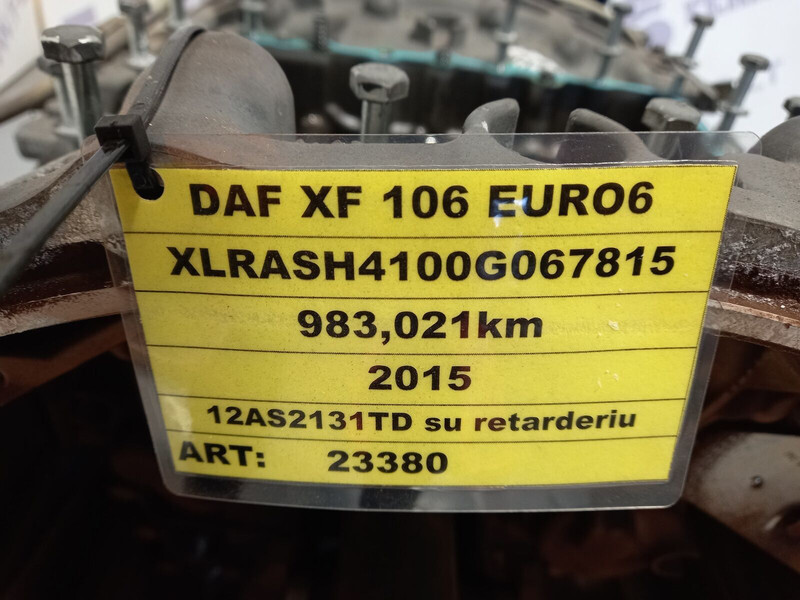 DAF XF 106 EURO6
XLRASH4100G067815
983,021km
2015
12AS2131TD su retarderiu
ART: 23380